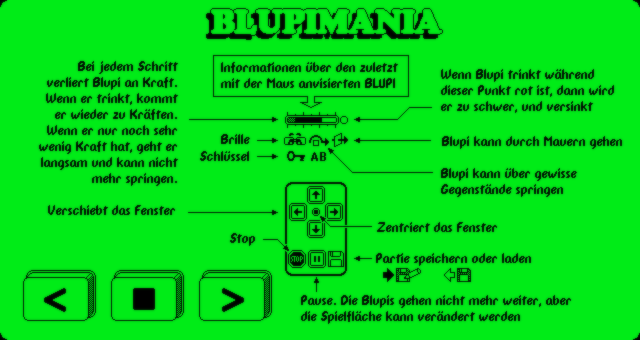 BLUPIMANIA
Bei jedem Schritt
verliert Blupi an Kraft.
Wenn er trinkt, kommt
er wieder zu Kräften.
Wenn er nur noch sehr
wenig Kraft hat, geht er
langsam und kann nicht
mehr springen.
Informationen über den zuletzt
mit der Maus anvisierten BLUPI
Wenn Blupi trinkt während
dieser Punkt rot ist, dann wird
er zu schwer, und versinkt
Brille
Schlüssel
AB
Blupi kann durch Mauern gehen
Blupi kann über gewisse
Gegenstände springen
Verschiebt das Fenster
Zentriert das Fenster
Stop
STOP
Partie speichern oder laden
Pause. Die Blupis gehen nicht mehr weiter, aber
die Spielfläche kann verändert werden